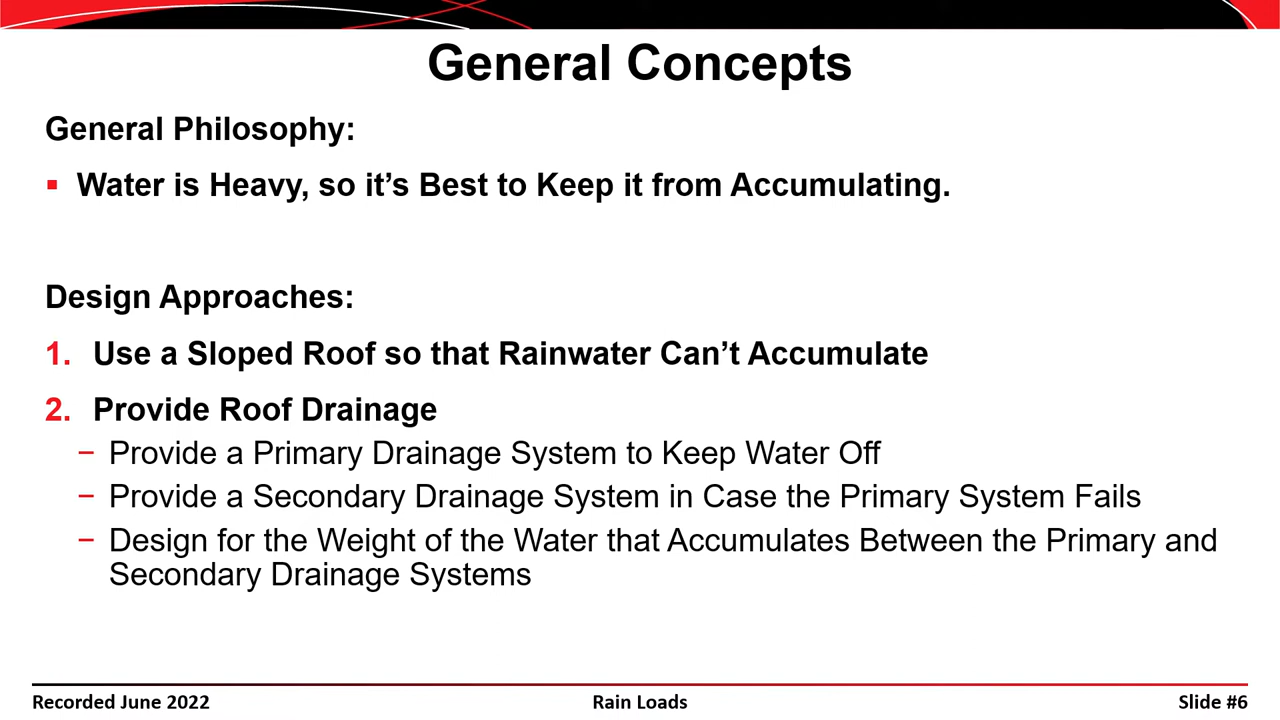 General Concepts
General Philosophy:
▪ Water is Heavy, so it’s Best to Keep it from Accumulating.
Design Approaches:
1. Use a Sloped Roof so that Rainwater Can’t Accumulate
2. Provide Roof Drainage
− Provide a Primary Drainage System to Keep Water Off
− Provide a Secondary Drainage System in Case the Primary System Fails
− Design for the Weight of the Water that Accumulates Between the Primary and
Secondary Drainage Systems
Recorded June 2022 Rain Loads Slide #6